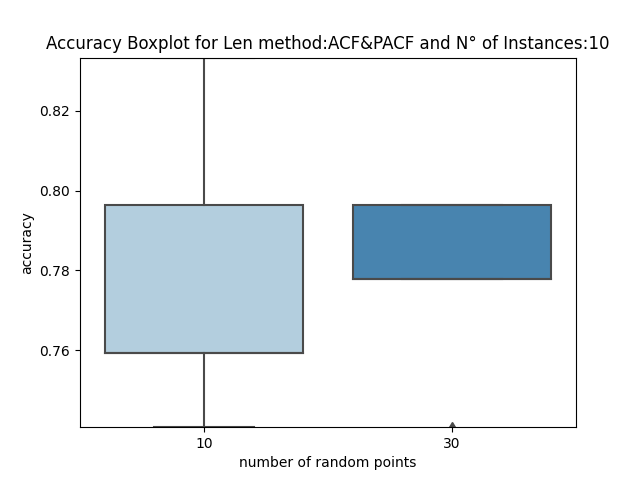 Accuracy Boxplot for Len method:ACF&PACF and N° of Instances:10
0.82
0.80
0.78
0.76
accuracy
10
30
number of random points